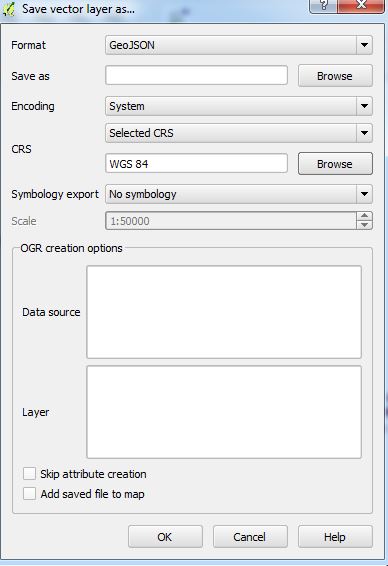 Save vector layer as...
Format GeoJSON
Save as Browse
Encoding System
Selected CRS
CRS
WGS 84 Browse
Symbology export No symbology
Scale 1:50000
OGR creation options
Data source
Layer
Skip attribute creation
Add saved file to map
OK Cancel Help